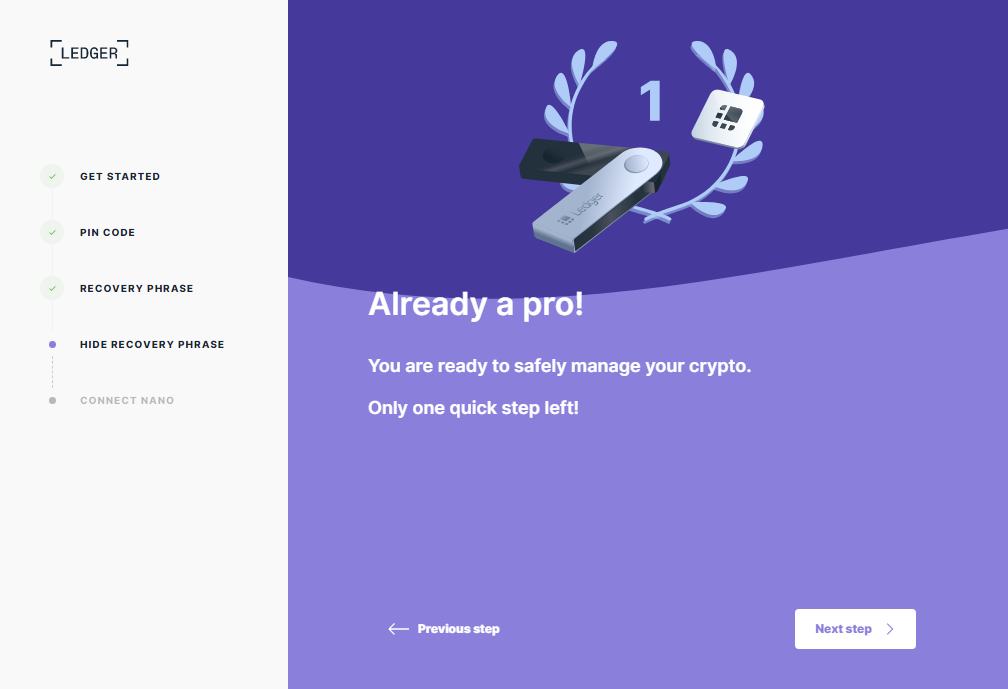 LEDGER
GET STARTED
PIN CODE
RECOVERY PHRASE
HIDE RECOVERY PHRASE
CONNECT NANO
1
Ledger
Already a pro!
You are ready to safely manage your crypto.
Only one quick step left!
Previous step
Next step